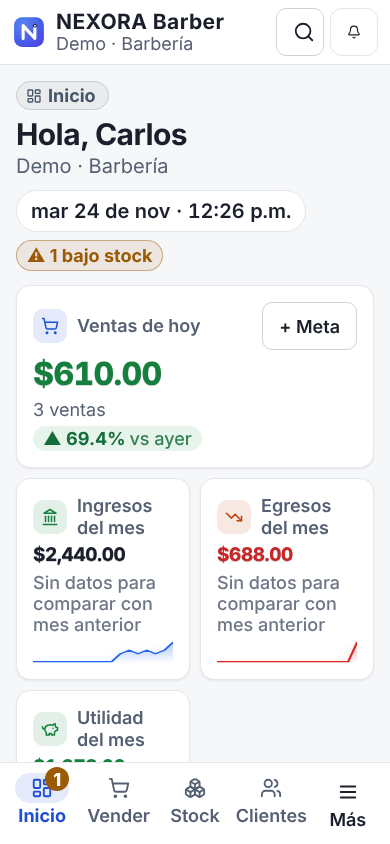 NEXORA Barber
Demo · Barbería
Inicio
Hola, Carlos
Demo · Barbería
mar 24 de nov · 12:26 p.m.
1 bajo stock
Ventas de hoy
+ Meta
$610.00
3 ventas
▲ 69.4% vs ayer
Ingresos
del mes
$2,440.00
Sin datos para
comparar con
mes anterior
Egresos
del mes
$688.00
Sin datos para
comparar con
mes anterior
Utilidad
del mes
1
Inicio
Vender
Stock
Clientes
Más